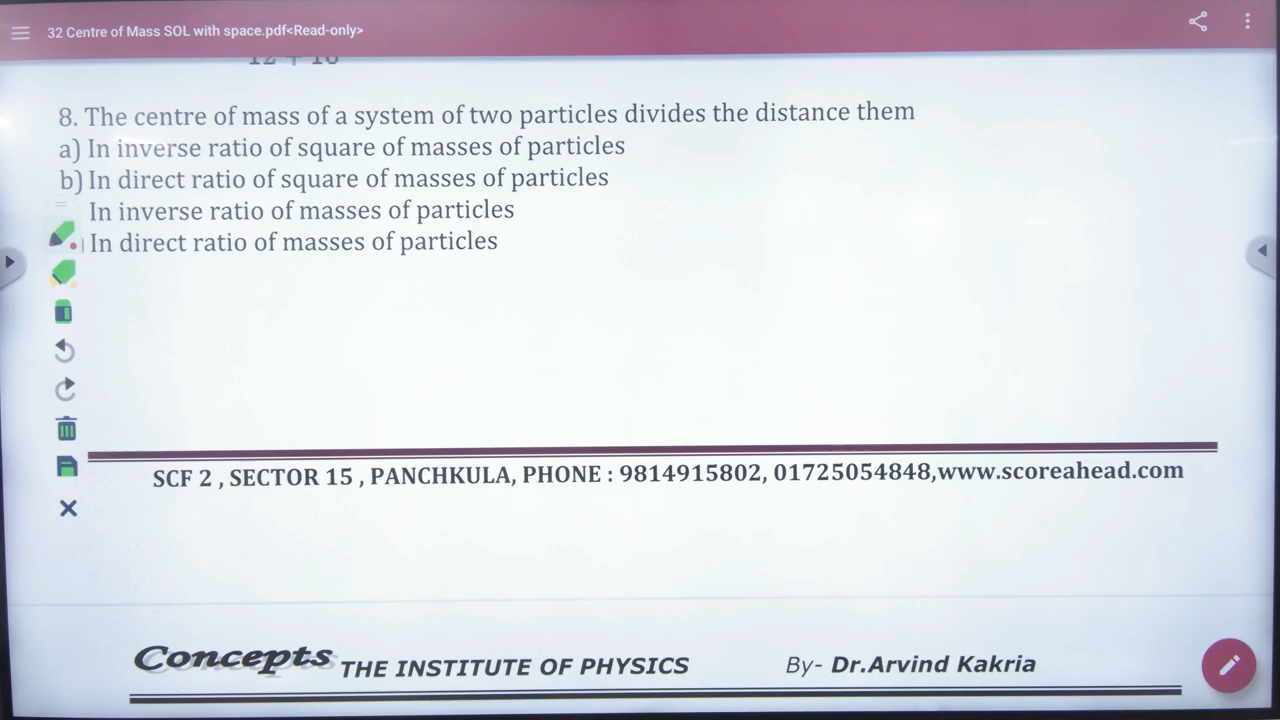 32 Centre of Mass SOL with space.pdf<Read-only>
8. The centre of mass of a system of two particles divides the distance them
a) In inverse ratio of square of masses of particles
b) In direct ratio of square of masses of particles
In inverse ratio of masses of particles
) In direct ratio of masses of particles
SCF 2 , SECTOR 15 , PANCHKULA, PHONE : 9814915802, 01725054848,www.scoreahead.com
Concepts THE INSTITUTE OF PHYSICS By- Dr.Arvind Kakria